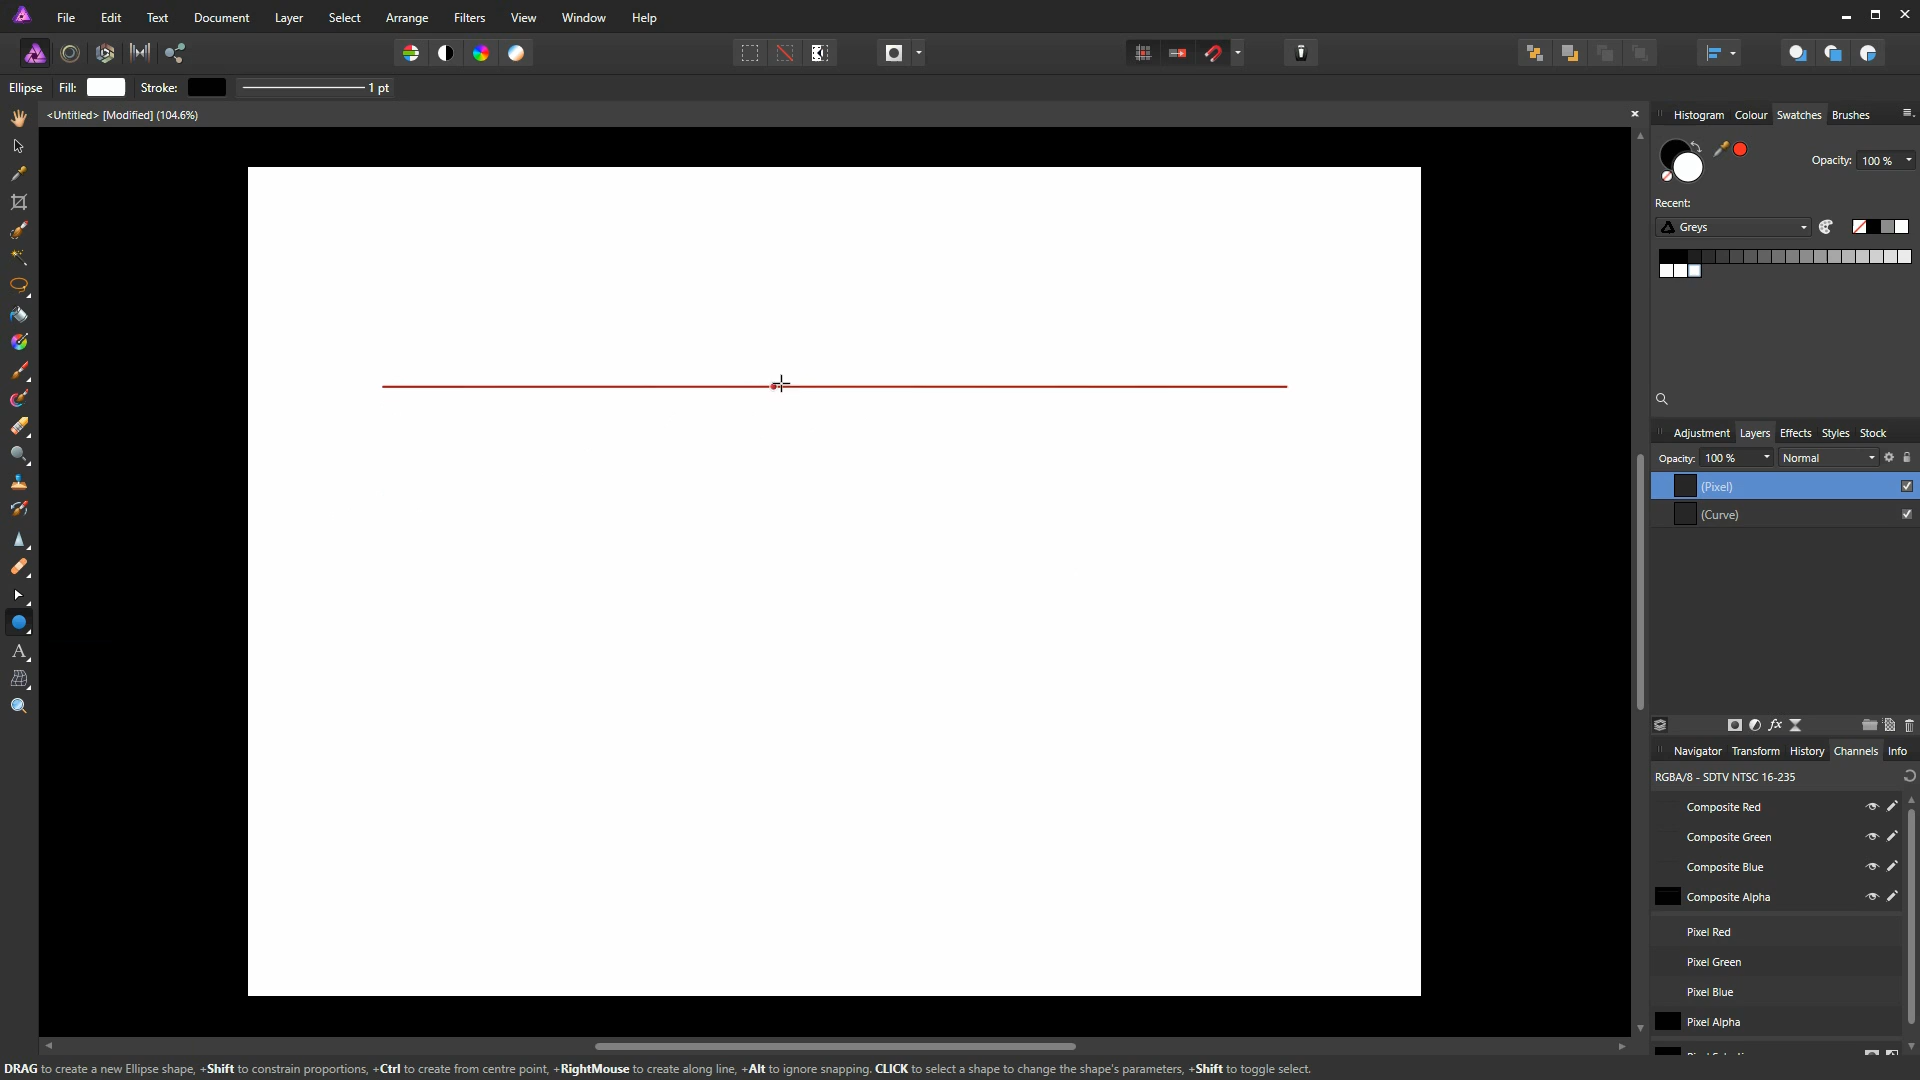 File Edit Text Document Layer Select Arrange Filters View Window Help
Ellipse Fill: Stroke: 1 pt
<Untitled> [Modified] (104.6%)
Histogram Colour Swatches Brushes
Opacity: 100 %
Recent:
Greys
Adjustment Layers Effects Styles Stock
Opacity: 100 % Normal
(Pixel)
(Curve)
fx
Navigator Transform History Channels Info
RGBA/8 - SDTV NTSC 16-235
Composite Red
Composite Green
Composite Blue
Composite Alpha
Pixel Red
Pixel Green
Pixel Blue
Pixel Alpha
DRAG to create a new Ellipse shape, +Shift to constrain proportions, +Ctrl to create from centre point, +RightMouse to create along line, +Alt to ignore snapping. CLICK to select a shape to change the shape's parameters, +Shift to toggle select.